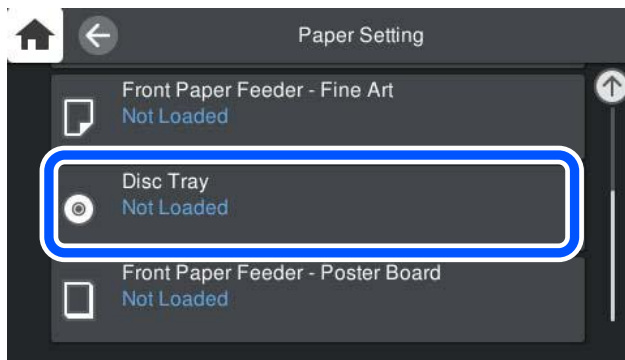 Paper Setting
Front Paper Feeder - Fine Art
Not Loaded
Disc Tray
Not Loaded
Front Paper Feeder - Poster Board
Not Loaded